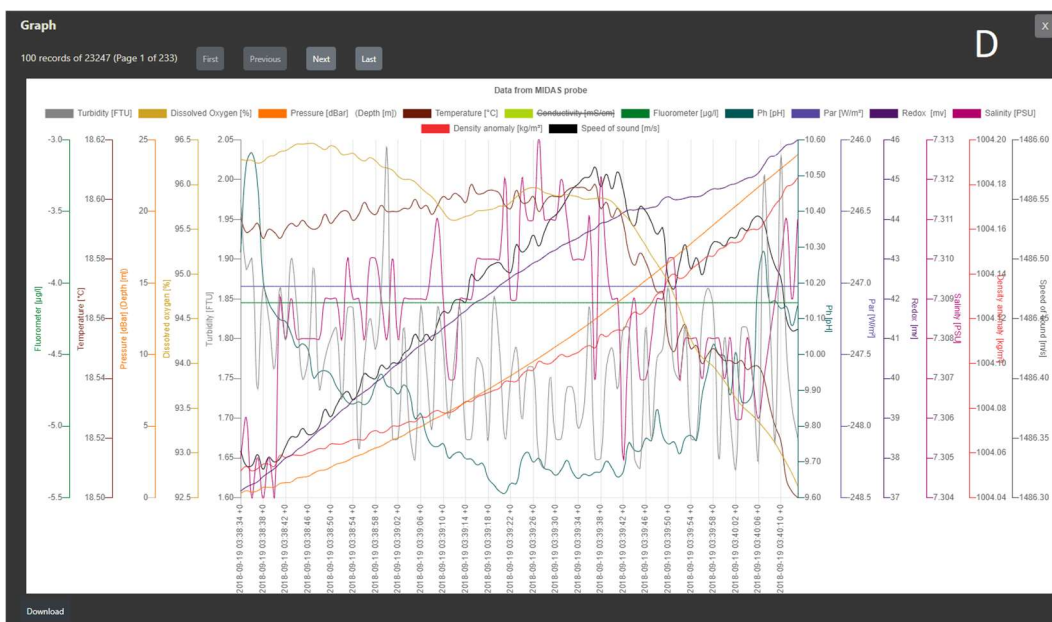 Graph
X
D
100 records of 23247 (Page 1 of 233) First Previous Next Last
Data from MIDAS probe
Turbidity [FTU] Dissolved Oxygen [%] Pressure [dBar] (Depth [m]) Temperature [°C] Conductivity [mS/cm] Fluorometer [µg/l] Ph [pH] Par [W/m²] Redox [mv] Salinity [PSU]
Density anomaly [kg/m³] Speed of sound [m/s]
Fluorometer [µg/l]
-3.0
-3.5
-4.0
-4.5
-5.0
-5.5
Temperature [°C]
18.62
18.60
18.58
18.56
18.54
18.52
18.50
Pressure [dBar] (Depth [m])
25
20
15
10
5
0
Dissolved oxygen [%]
96.5
96.0
95.5
95.0
94.5
94.0
93.5
93.0
92.5
Turbidity [FTU]
2.05
2.00
1.95
1.90
1.85
1.80
1.75
1.70
1.65
1.60
10.60
10.50
10.40
10.30
10.20
10.10
10.00
9.90
9.80
9.70
9.60
Ph [pH]
-246.0
-246.5
-247.0
-247.5
-248.0
-248.5
Par [W/m²]
46
45
44
43
42
41
40
39
38
37
Redox [mv]
7.313
7.312
7.311
7.310
7.309
7.308
7.307
7.306
7.305
7.304
Salinity [PSU]
1004.20
1004.18
1004.16
1004.14
1004.12
1004.10
1004.08
1004.06
1004.04
Density anomaly [kg/m³]
1486.60
1486.55
1486.50
1486.45
1486.40
1486.35
1486.30
Speed of sound [m/s]
2018-09-19 03:38:34 +0
2018-09-19 03:38:38 +0
2018-09-19 03:38:42 +0
2018-09-19 03:38:46 +0
2018-09-19 03:38:50 +0
2018-09-19 03:38:54 +0
2018-09-19 03:38:58 +0
2018-09-19 03:39:02 +0
2018-09-19 03:39:06 +0
2018-09-19 03:39:10 +0
2018-09-19 03:39:14 +0
2018-09-19 03:39:18 +0
2018-09-19 03:39:22 +0
2018-09-19 03:39:26 +0
2018-09-19 03:39:30 +0
2018-09-19 03:39:34 +0
2018-09-19 03:39:38 +0
2018-09-19 03:39:42 +0
2018-09-19 03:39:46 +0
2018-09-19 03:39:50 +0
2018-09-19 03:39:54 +0
2018-09-19 03:39:58 +0
2018-09-19 03:40:02 +0
2018-09-19 03:40:06 +0
2018-09-19 03:40:10 +0
Download